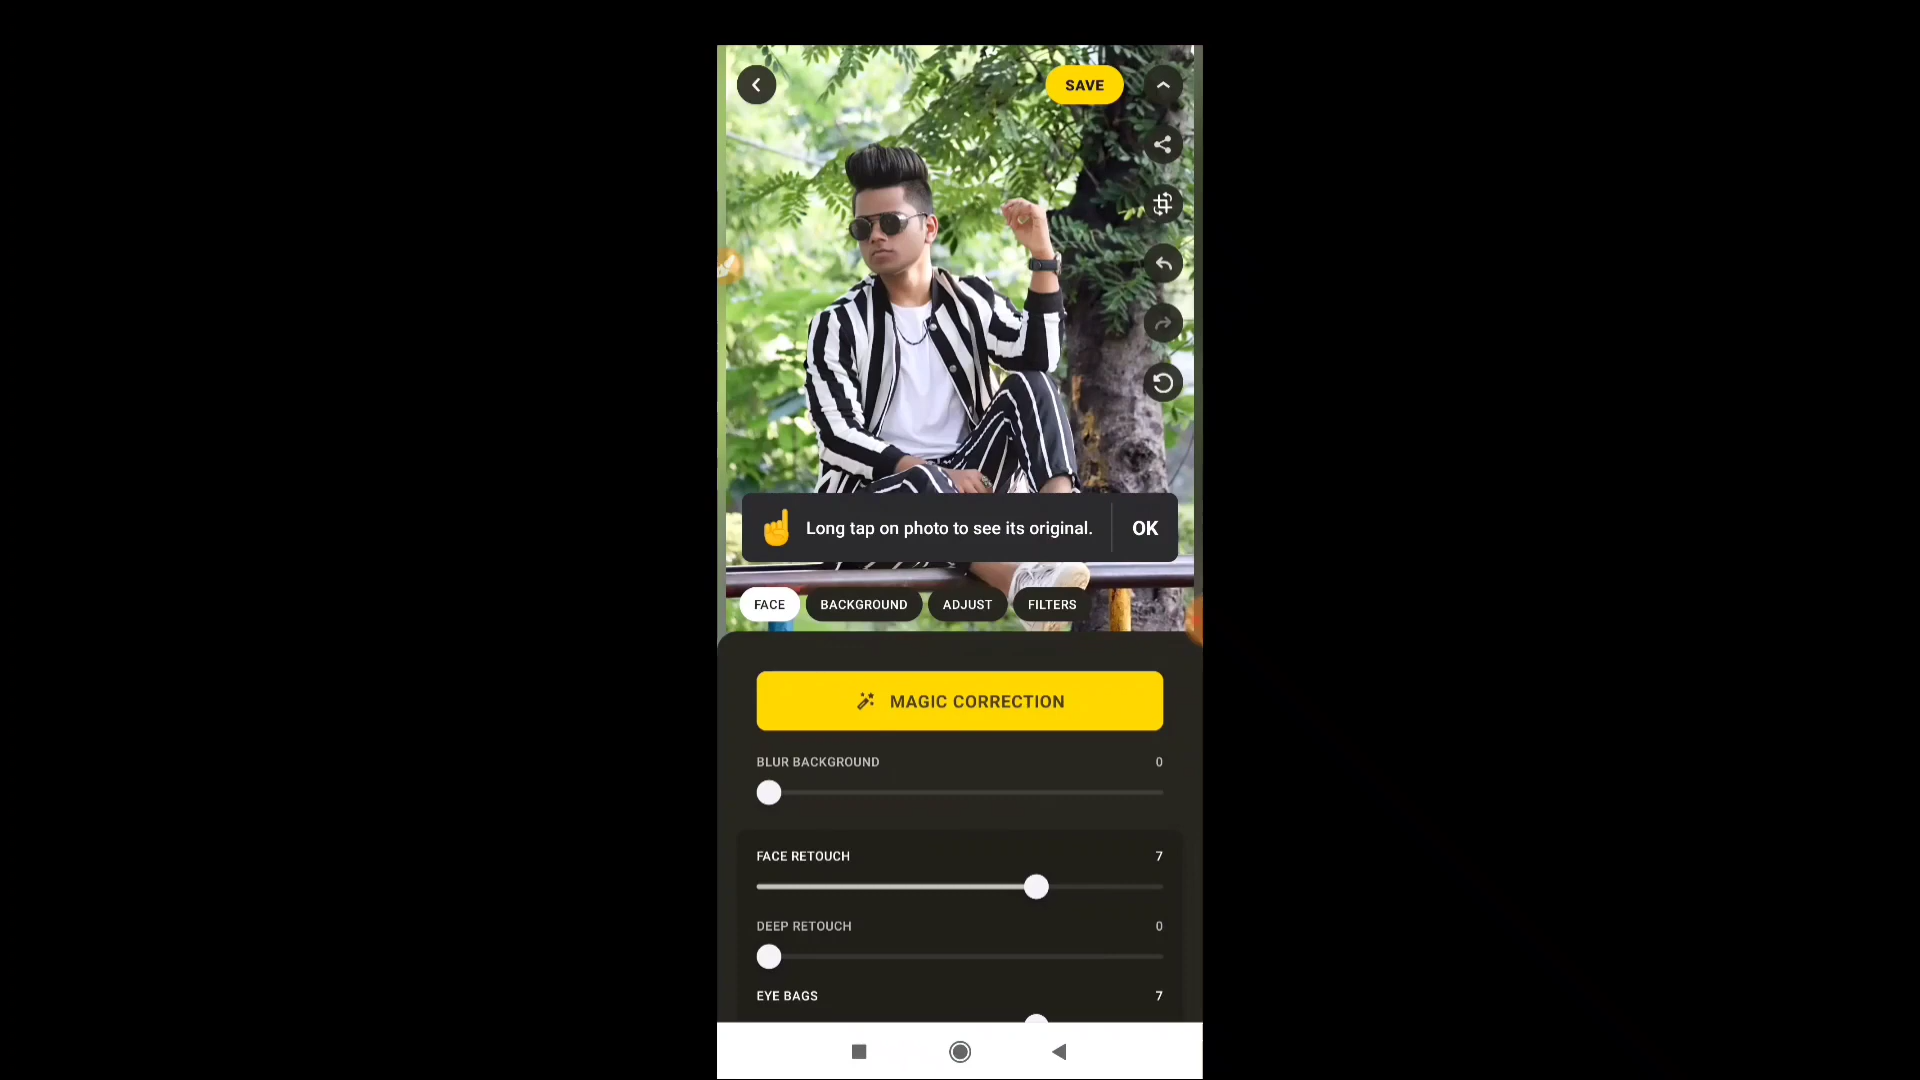 SAVE
Long tap on photo to see its original.
OK
FACE
BACKGROUND
ADJUST
FILTERS
MAGIC CORRECTION
BLUR BACKGROUND 0
FACE RETOUCH 7
DEEP RETOUCH 0
EYE BAGS 7